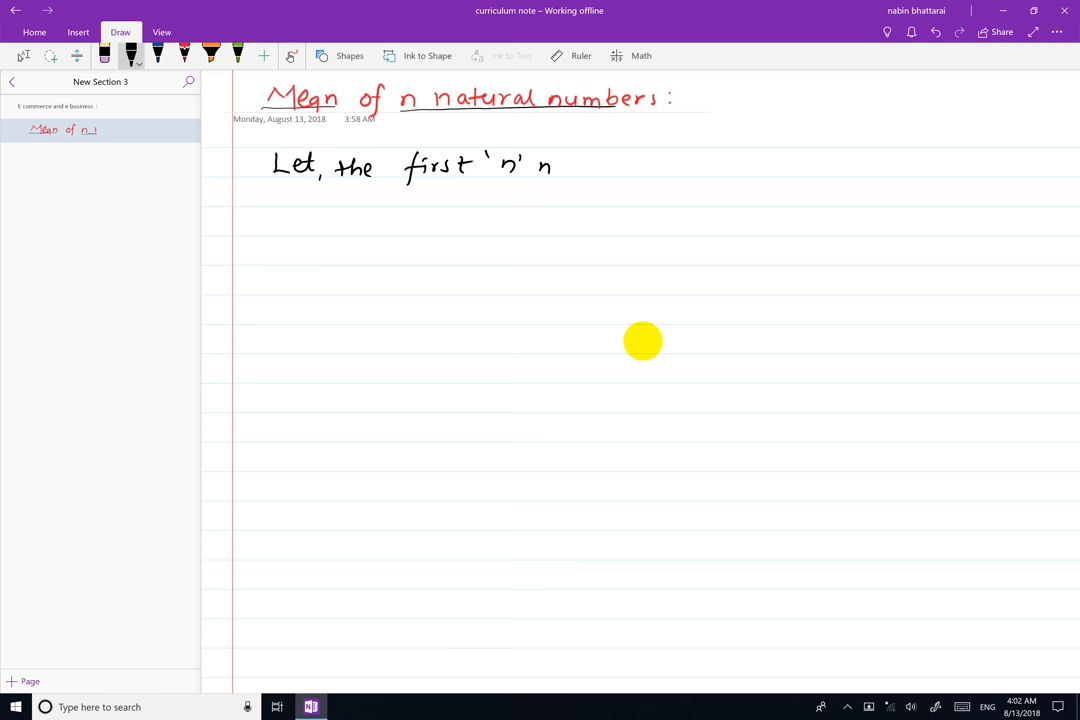 curriculum note – Working offline
nabin bhattarai
Home
Insert
Draw
View
Share
Shapes
Ink to Shape
Ink to Text
Ruler
Math
New Section 3
E commerce and e business :
Mean of n
Mean of n natural numbers :
Monday, August 13, 2018
3:58 AM
Let, the first 'n' n
Page
Type here to search
ENG
4:02 AM
8/13/2018